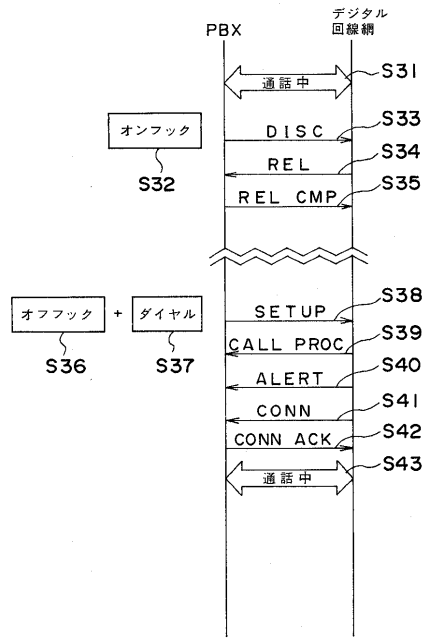 PBX
デジタル
回線網
通話中
S31
オンフック
S32
DISC
S33
REL
S34
REL CMP
S35
オフフック + ダイヤル
S36
S37
SETUP
S38
CALL PROC
S39
ALERT
S40
CONN
S41
CONN ACK
S42
通話中
S43